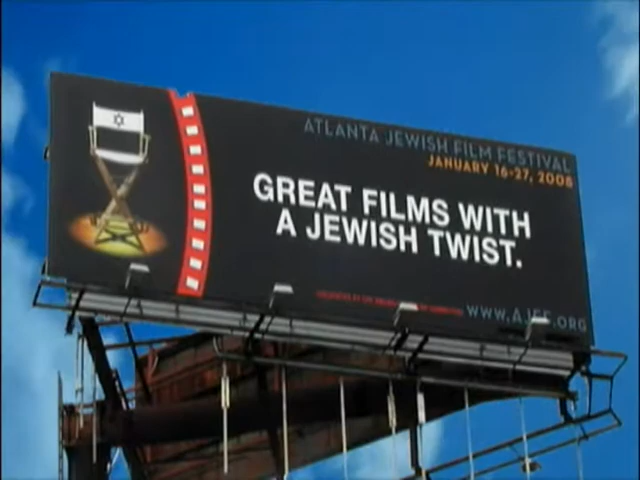 ATLANTA JEWISH FILM FESTIVAL
JANUARY 16-27, 2008
GREAT FILMS WITH
A JEWISH TWIST.
WWW.AJFF.ORG